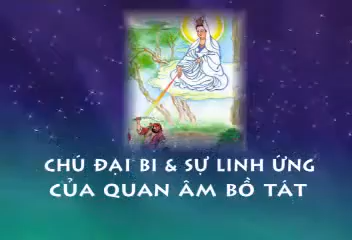 CHÚ ĐẠI BI & SỰ LINH ỨNG
CỦA QUAN ÂM BỒ TÁT